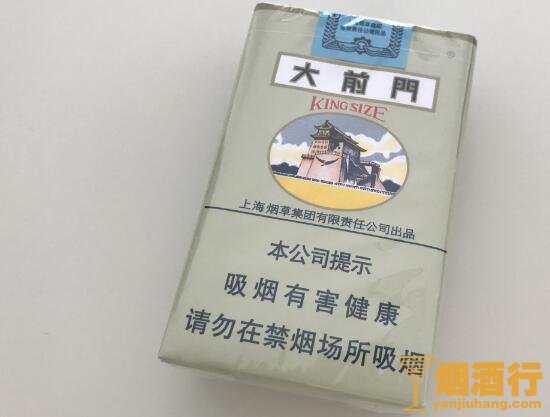 大前門
®
KING SIZE
上海烟草集团有限责任公司出品
本公司提示
吸烟有害健康
请勿在禁烟场所吸烟
烟酒行
yanjiuhang.com